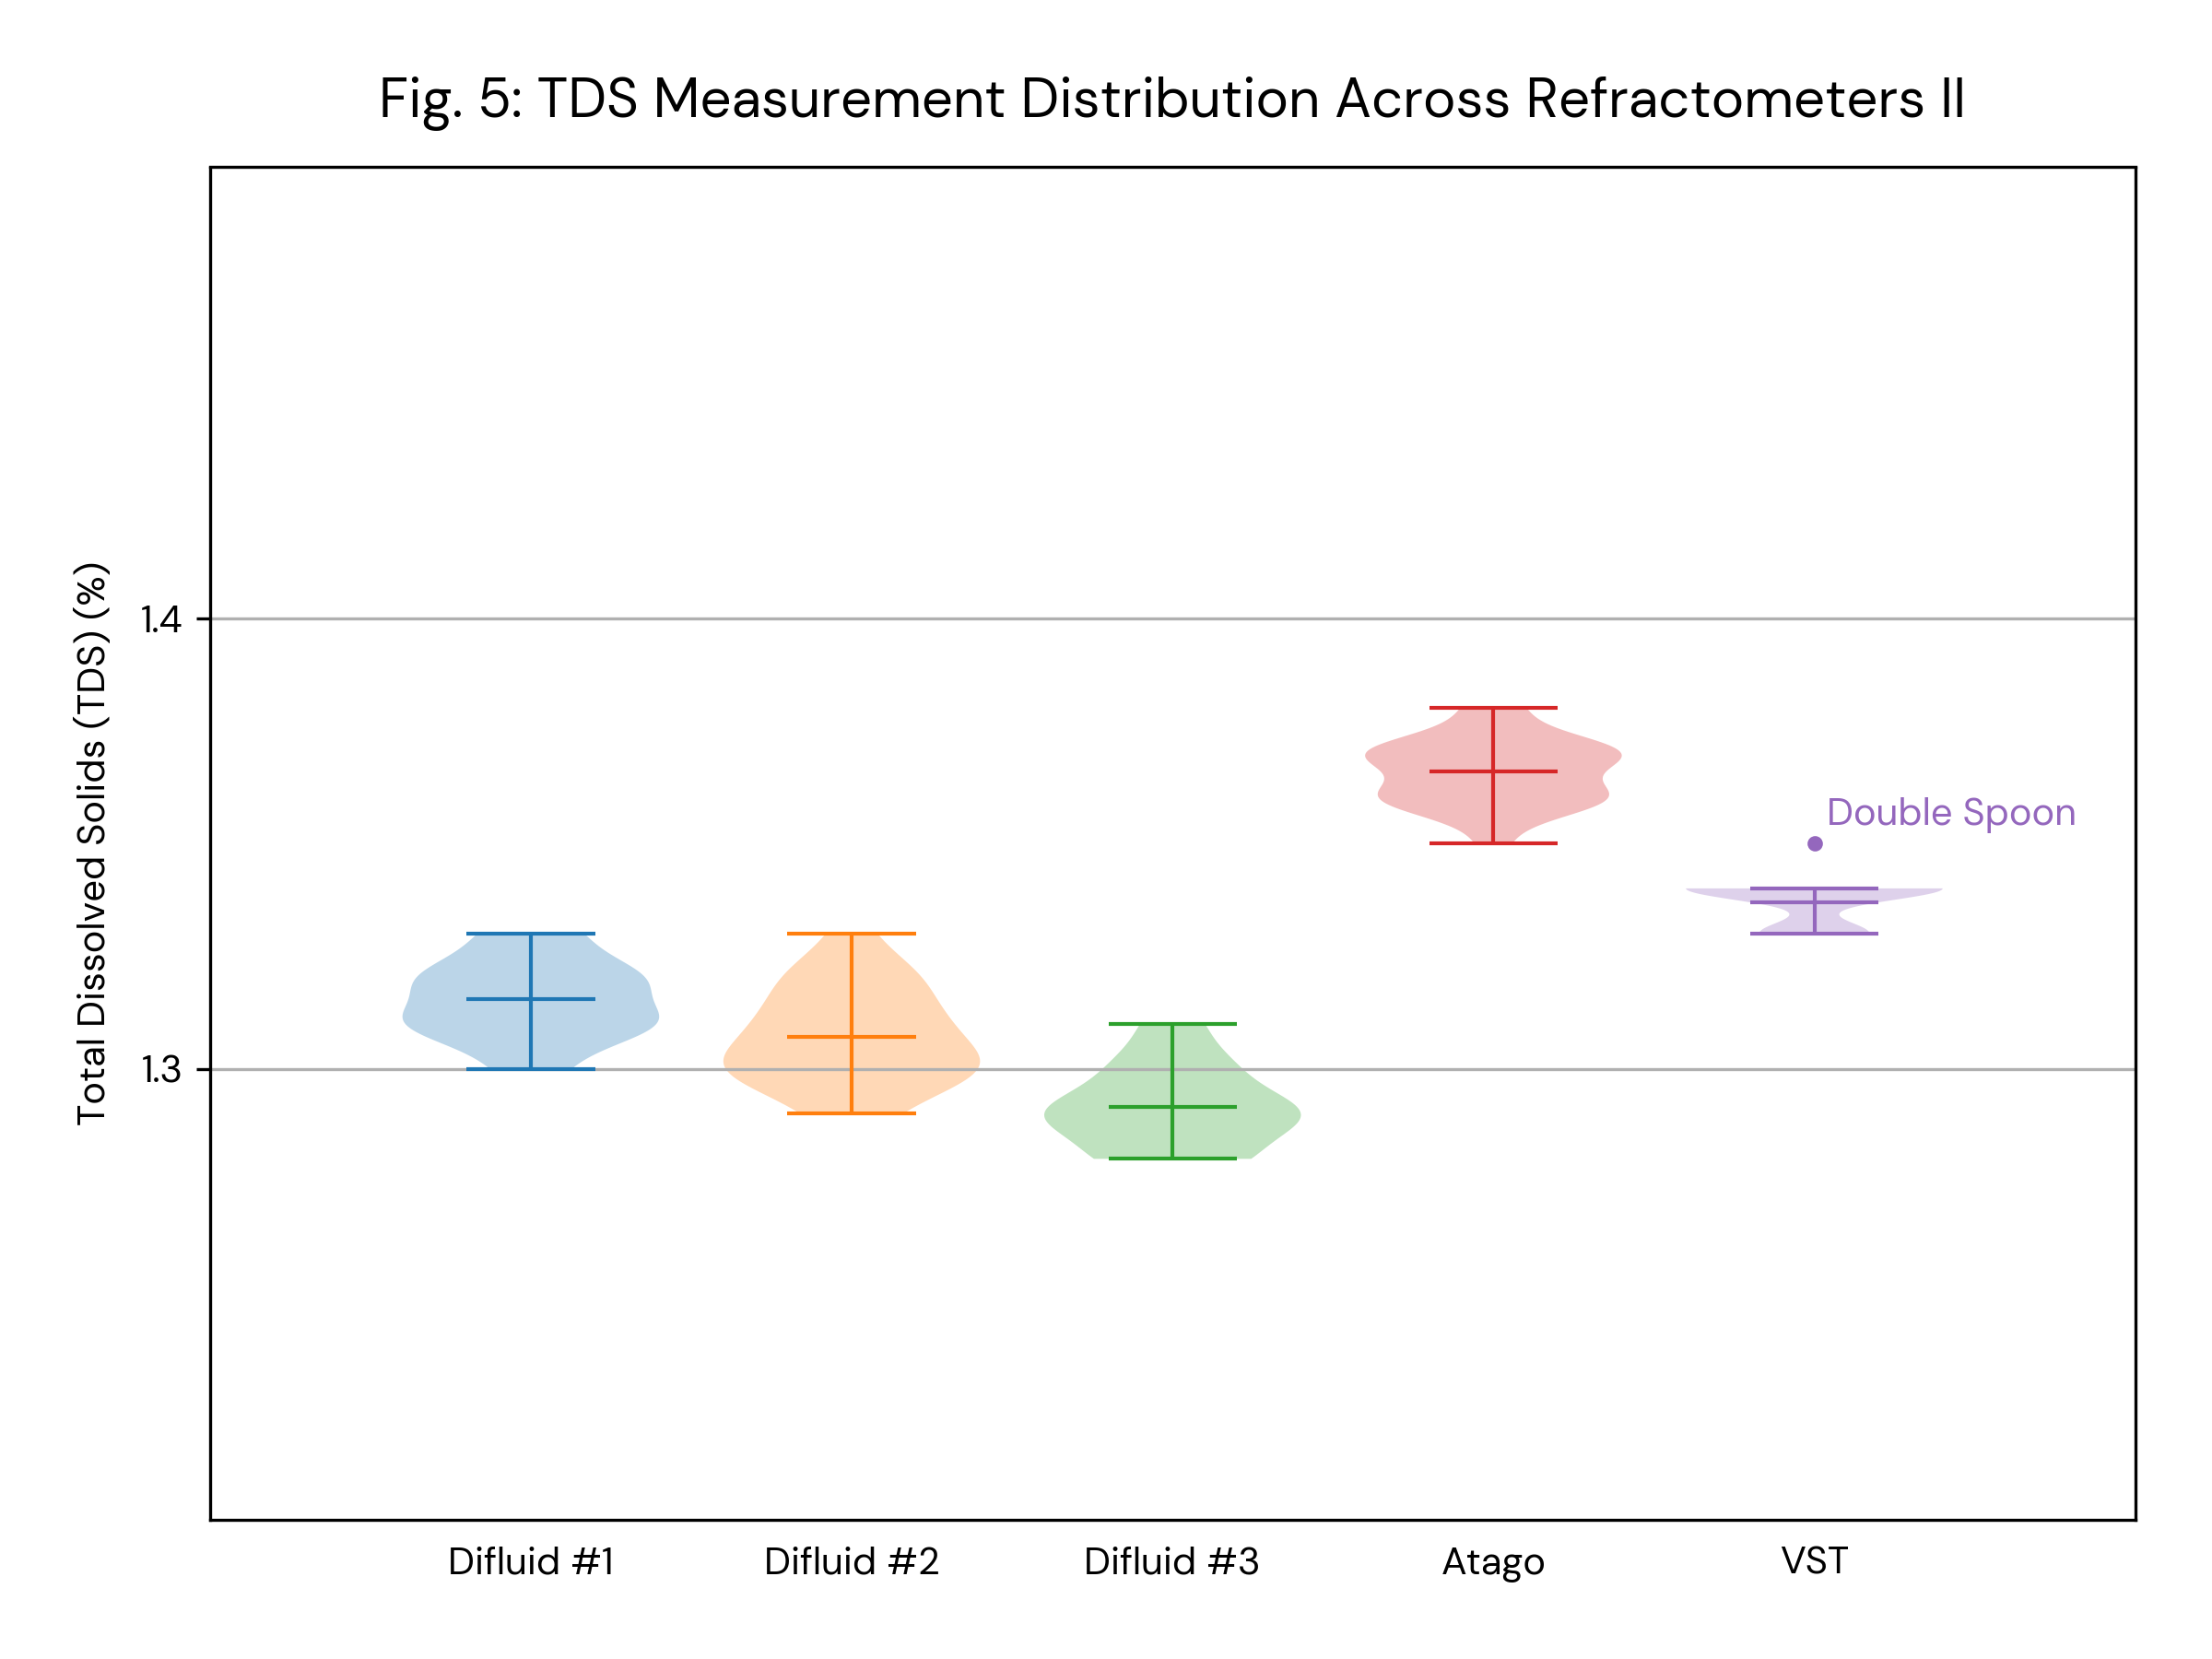 Fig. 5: TDS Measurement Distribution Across Refractometers II
Total Dissolved Solids (TDS) (%)
1.4
1.3
Double Spoon
Difluid #1
Difluid #2
Difluid #3
Atago
VST